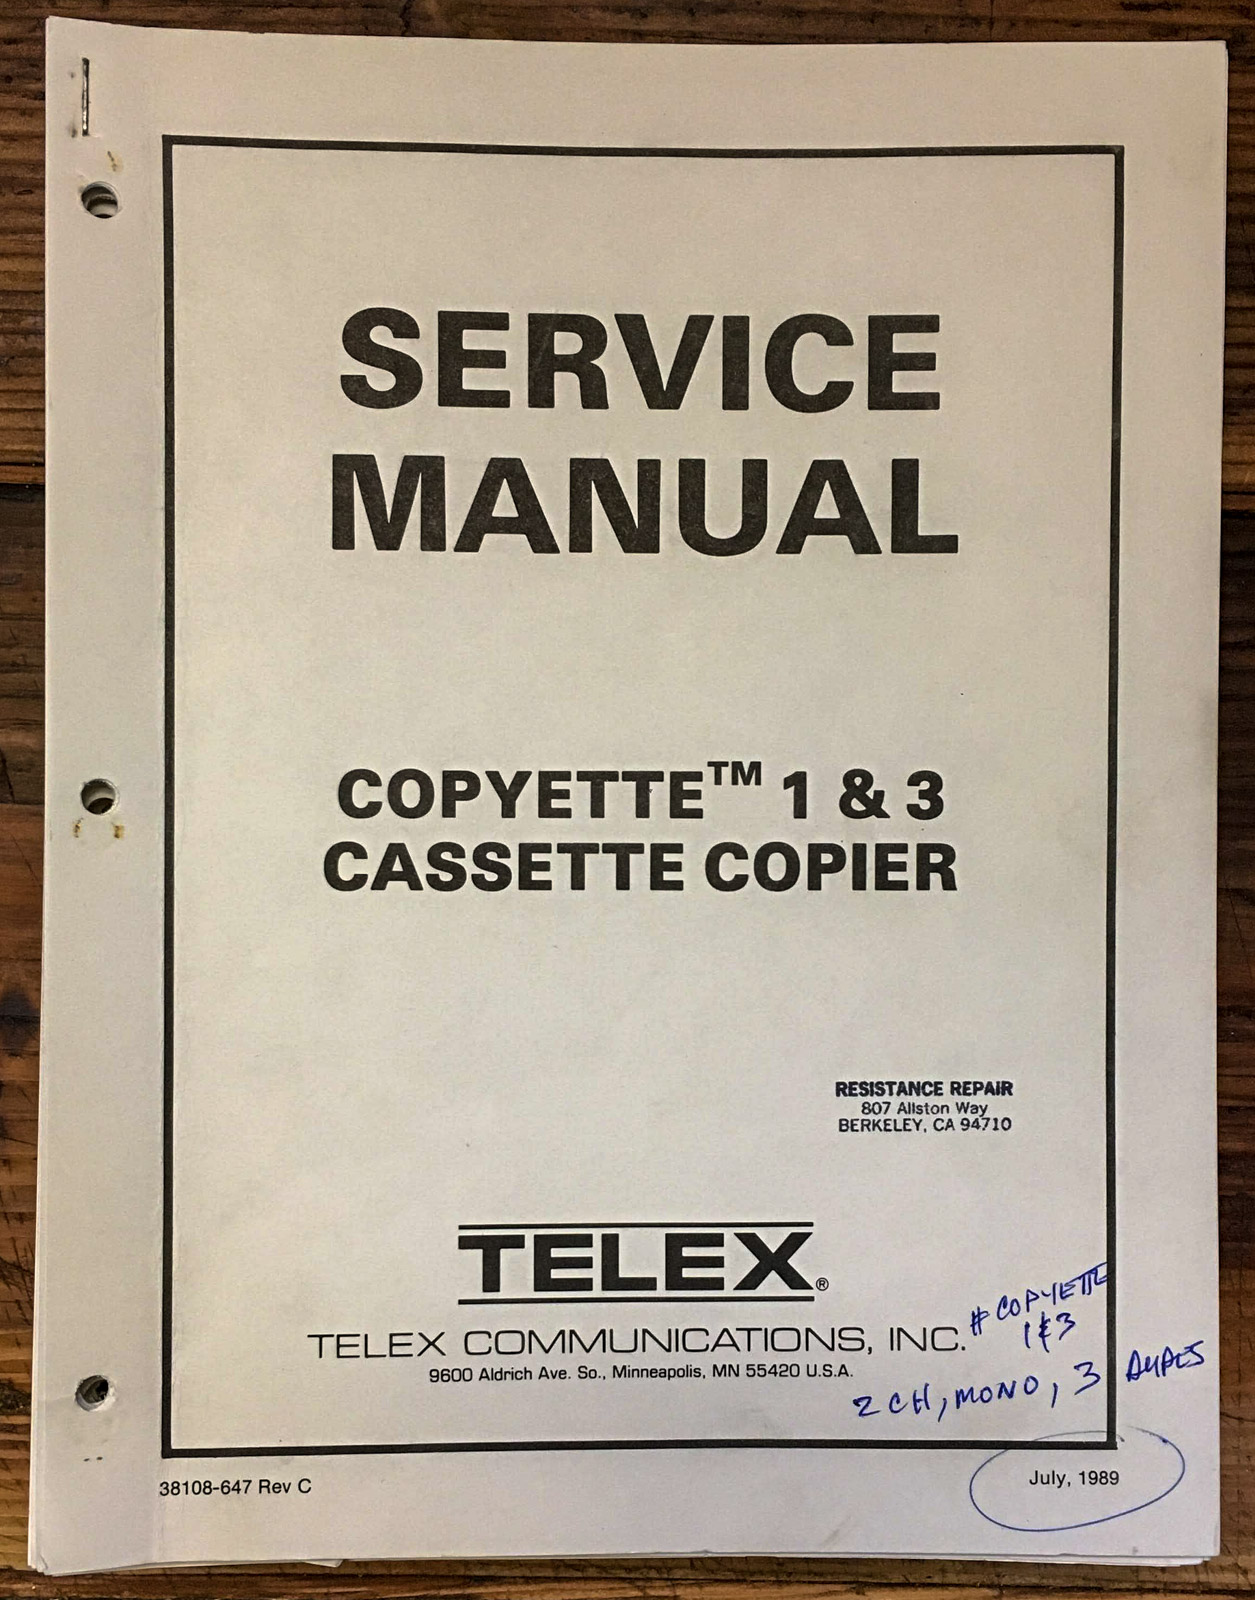 SERVICE
MANUAL
COPYETTE™ 1 & 3
CASSETTE COPIER
RESISTANCE REPAIR
807 Allston Way
BERKELEY, CA 94710
TELEX®
TELEX COMMUNICATIONS, INC.
9600 Aldrich Ave. So., Minneapolis, MN 55420 U.S.A.
# COPYETTE
1 & 3
2 CH, MONO, 3
38108-647 Rev C
July, 1989